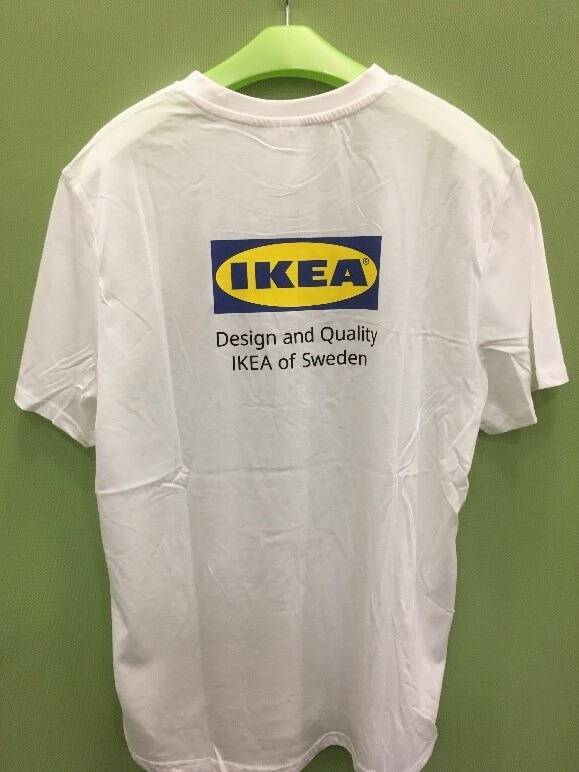 IKEA®
Design and Quality
IKEA of Sweden